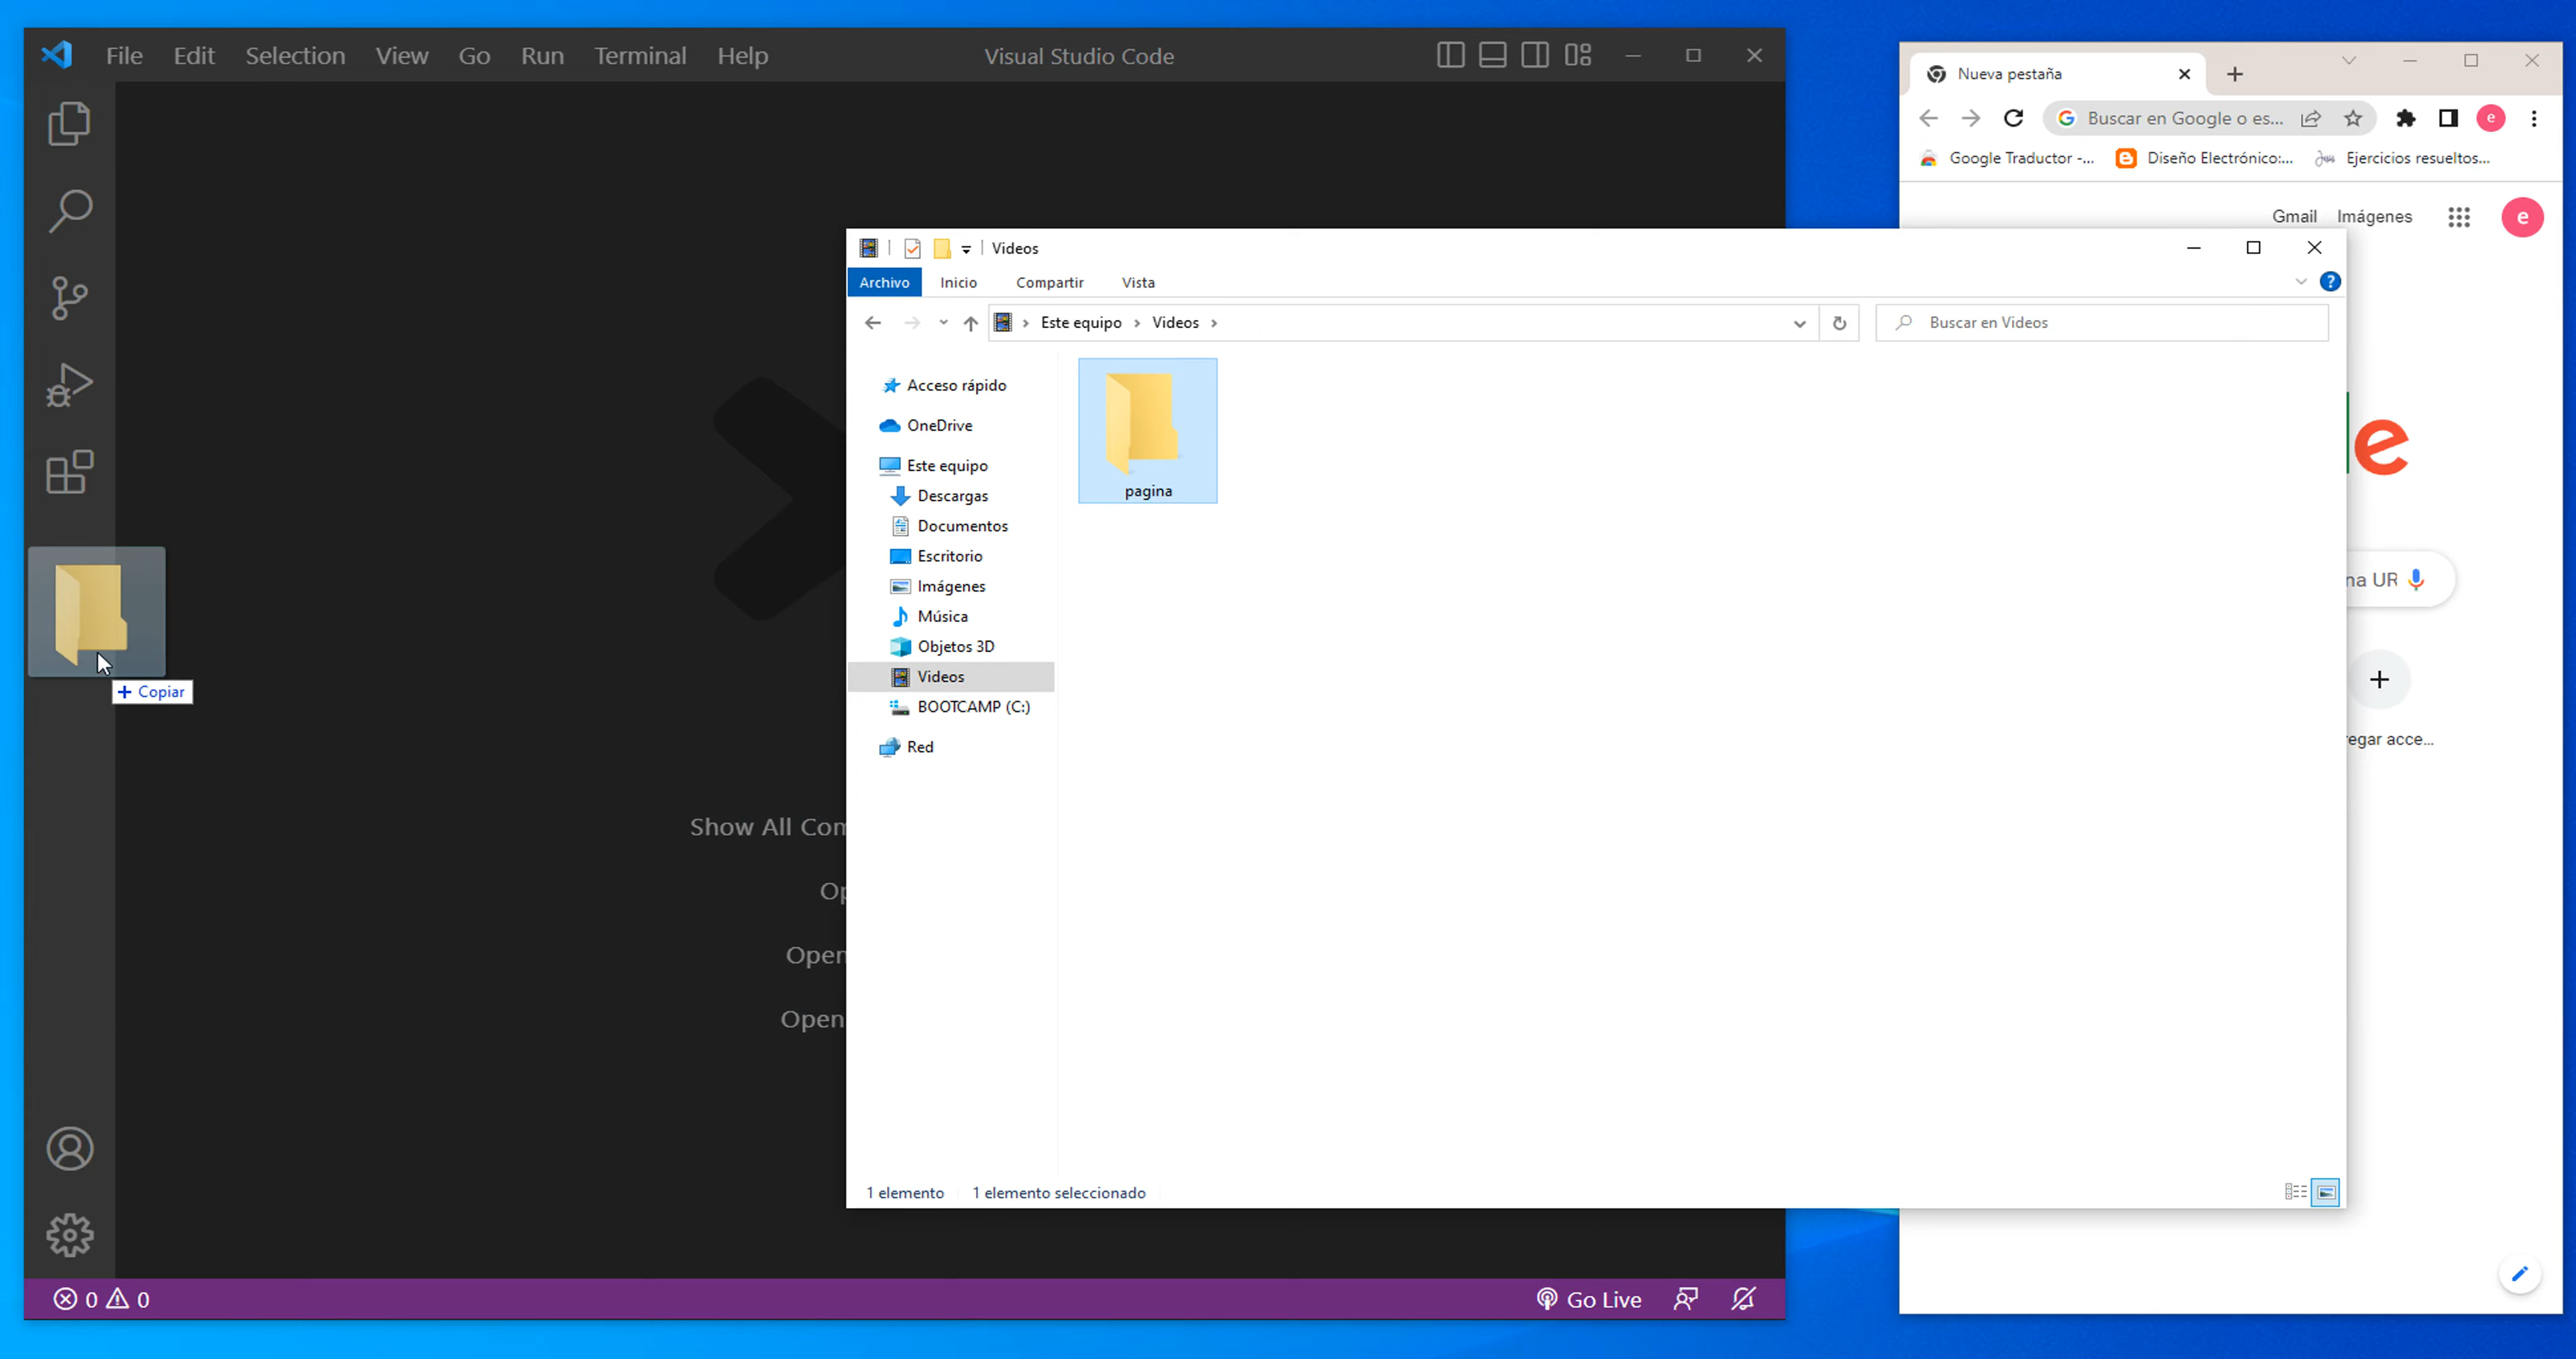 File Edit Selection View Go Run Terminal Help Visual Studio Code
Show All Com
Op
Open
Open
Copiar
0 0 Go Live
Videos
Archivo Inicio Compartir Vista
Este equipo Videos Buscar en Videos
Acceso rápido
OneDrive
Este equipo
Descargas
Documentos
Escritorio
Imágenes
Música
Objetos 3D
Videos
BOOTCAMP (C:)
Red
pagina
1 elemento 1 elemento seleccionado
Nueva pestaña
Buscar en Google o es...
Google Traductor -... Diseño Electrónico:... Ejercicios resueltos...
Gmail Imágenes e
e
na UR
egar acce...